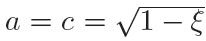 a = c = √(1 − ξ)